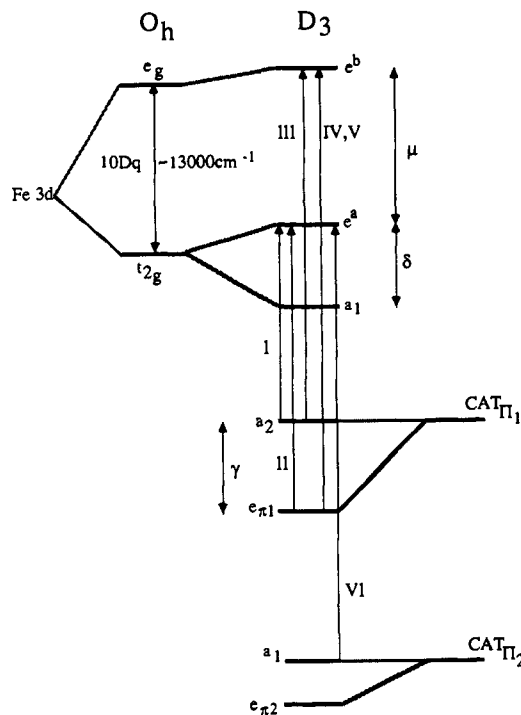 Oh D3
eg eb
III IV,V
10Dq ~13000cm-1 μ
Fe 3d
ea
t2g δ
a1
I
a2 CATΠ1
γ II
eπ1
VI
a1 CATΠ2
eπ2